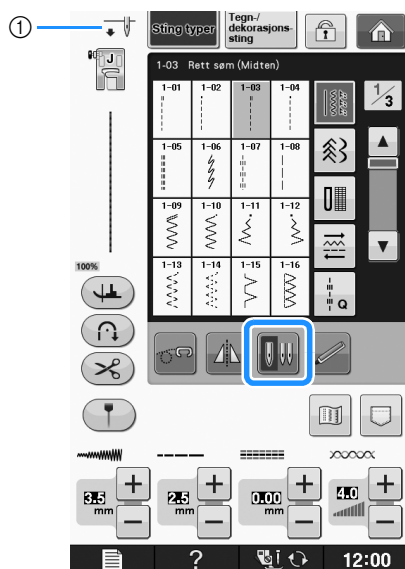 ①
Sting typer
Tegn-/
dekorasjons-
sting
J
1-03 Rett søm (Midten)
1-01 1-02 1-03 1-04
1/3
1-05 1-06 1-07 1-08
1-09 1-10 1-11 1-12
1-13 1-14 1-15 1-16
100%
Q
3.5 mm
2.5 mm
0.00 mm
4.0
?
12:00